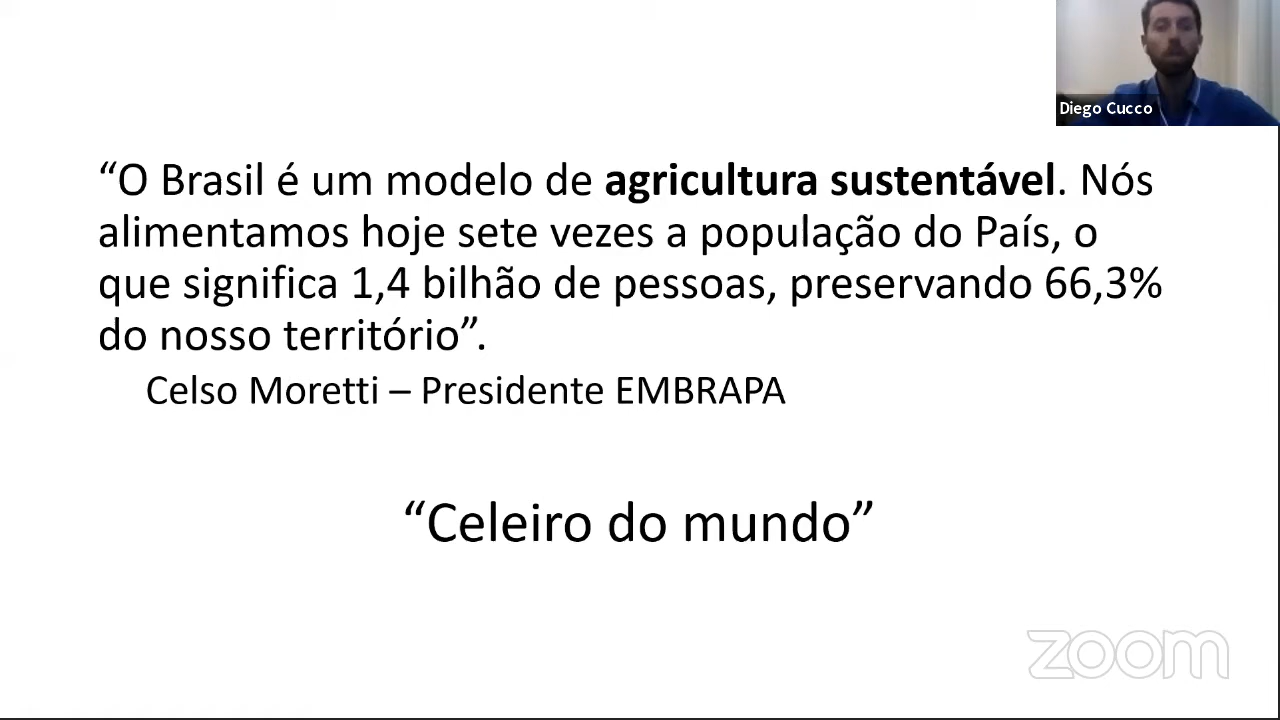 Diego Cucco
“O Brasil é um modelo de agricultura sustentável. Nós
alimentamos hoje sete vezes a população do País, o
que significa 1,4 bilhão de pessoas, preservando 66,3%
do nosso território”.
Celso Moretti – Presidente EMBRAPA
“Celeiro do mundo”
zoom